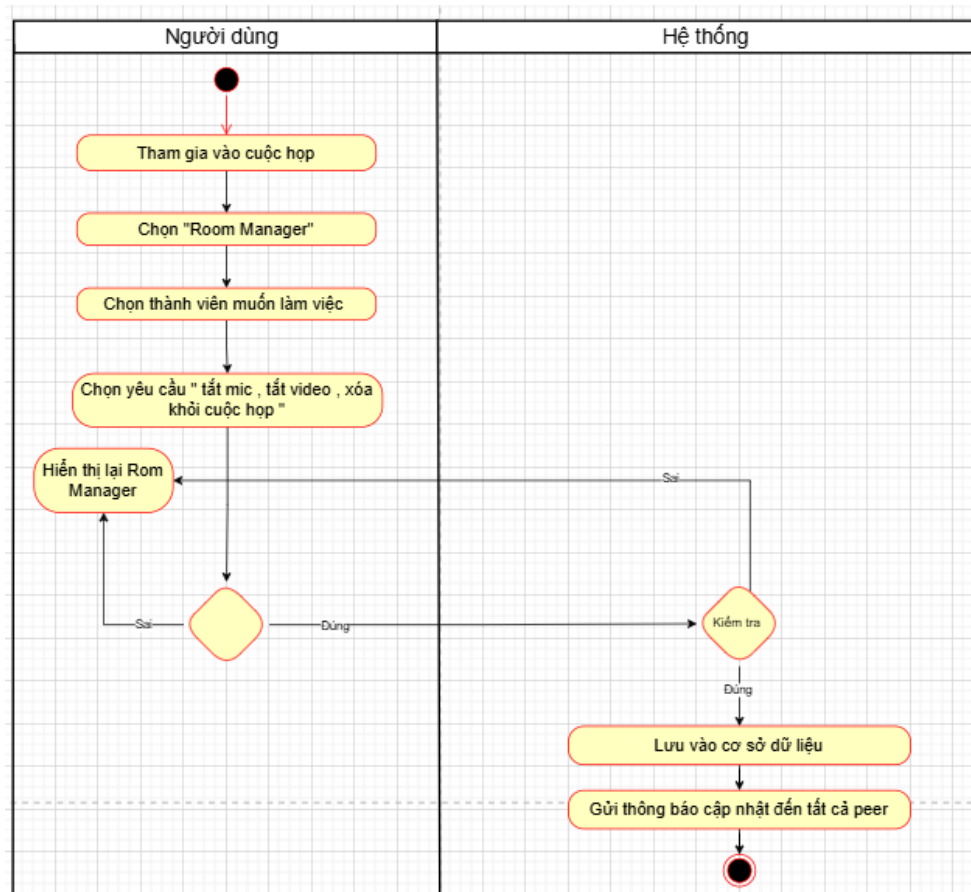 Người dùng
Hệ thống
Tham gia vào cuộc họp
Chọn "Room Manager"
Chọn thành viên muốn làm việc
Chọn yêu cầu " tắt mic , tắt video , xóa
khỏi cuộc họp "
Hiển thị lại Rom
Manager
Sai
Sai
Đúng
Kiểm tra
Đúng
Lưu vào cơ sở dữ liệu
Gửi thông báo cập nhật đến tất cả peer